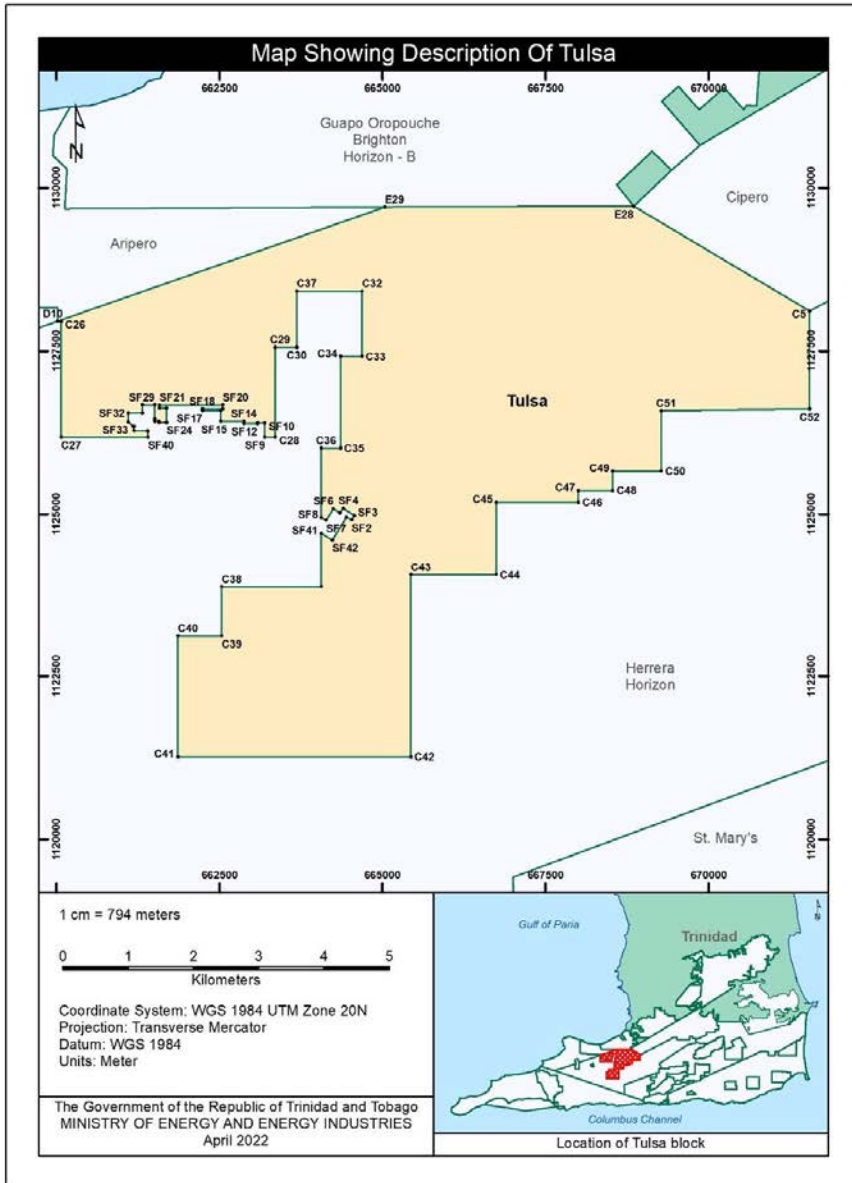 Map Showing Description Of Tulsa
662500 665000 667500 670000
Guapo Oropouche
Brighton
Horizon - B
N
1130000 1130000
E29 E28
Cipero
Aripero
C37 C32
D10 C26 C5
C29 C30 C34 C33
1127500 1127500
Tulsa
SF29 SF21 SF18 SF20
SF32 SF17 SF14 SF10
SF33 SF24 SF15 SF12
C27 SF40 SF9 C28
C51 C52
C36 C35
C49 C50
C47 C48
C45 C46
SF6 SF4
SF8 SF7 SF3
SF41 SF2
SF42
1125000 1125000
C43 C44
C38
C40 C39
Herrera
Horizon
1122500 1122500
C41 C42
St. Mary's
1120000 1120000
662500 665000 667500 670000
1 cm = 794 meters
0 1 2 3 4 5
Kilometers
Coordinate System: WGS 1984 UTM Zone 20N
Projection: Transverse Mercator
Datum: WGS 1984
Units: Meter
The Government of the Republic of Trinidad and Tobago
MINISTRY OF ENERGY AND ENERGY INDUSTRIES
April 2022
Gulf of Paria
Trinidad
N
Columbus Channel
Location of Tulsa block